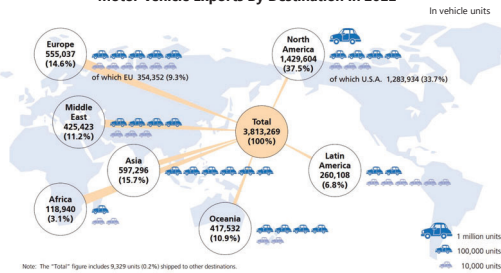 Motor Vehicle Exports By Destination In 2022
In vehicle units
Europe
555,037
(14.6%)
of which EU 354,352 (9.3%)
North
America
1,429,604
(37.5%)
of which U.S.A. 1,283,934 (33.7%)
Middle
East
425,423
(11.2%)
Total
3,813,269
(100%)
Asia
597,296
(15.7%)
Latin
America
260,108
(6.8%)
Africa
118,940
(3.1%)
Oceania
417,532
(10.9%)
1 million units
100,000 units
10,000 units
Note: The "Total" figure includes 9,329 units (0.2%) shipped to other destinations.